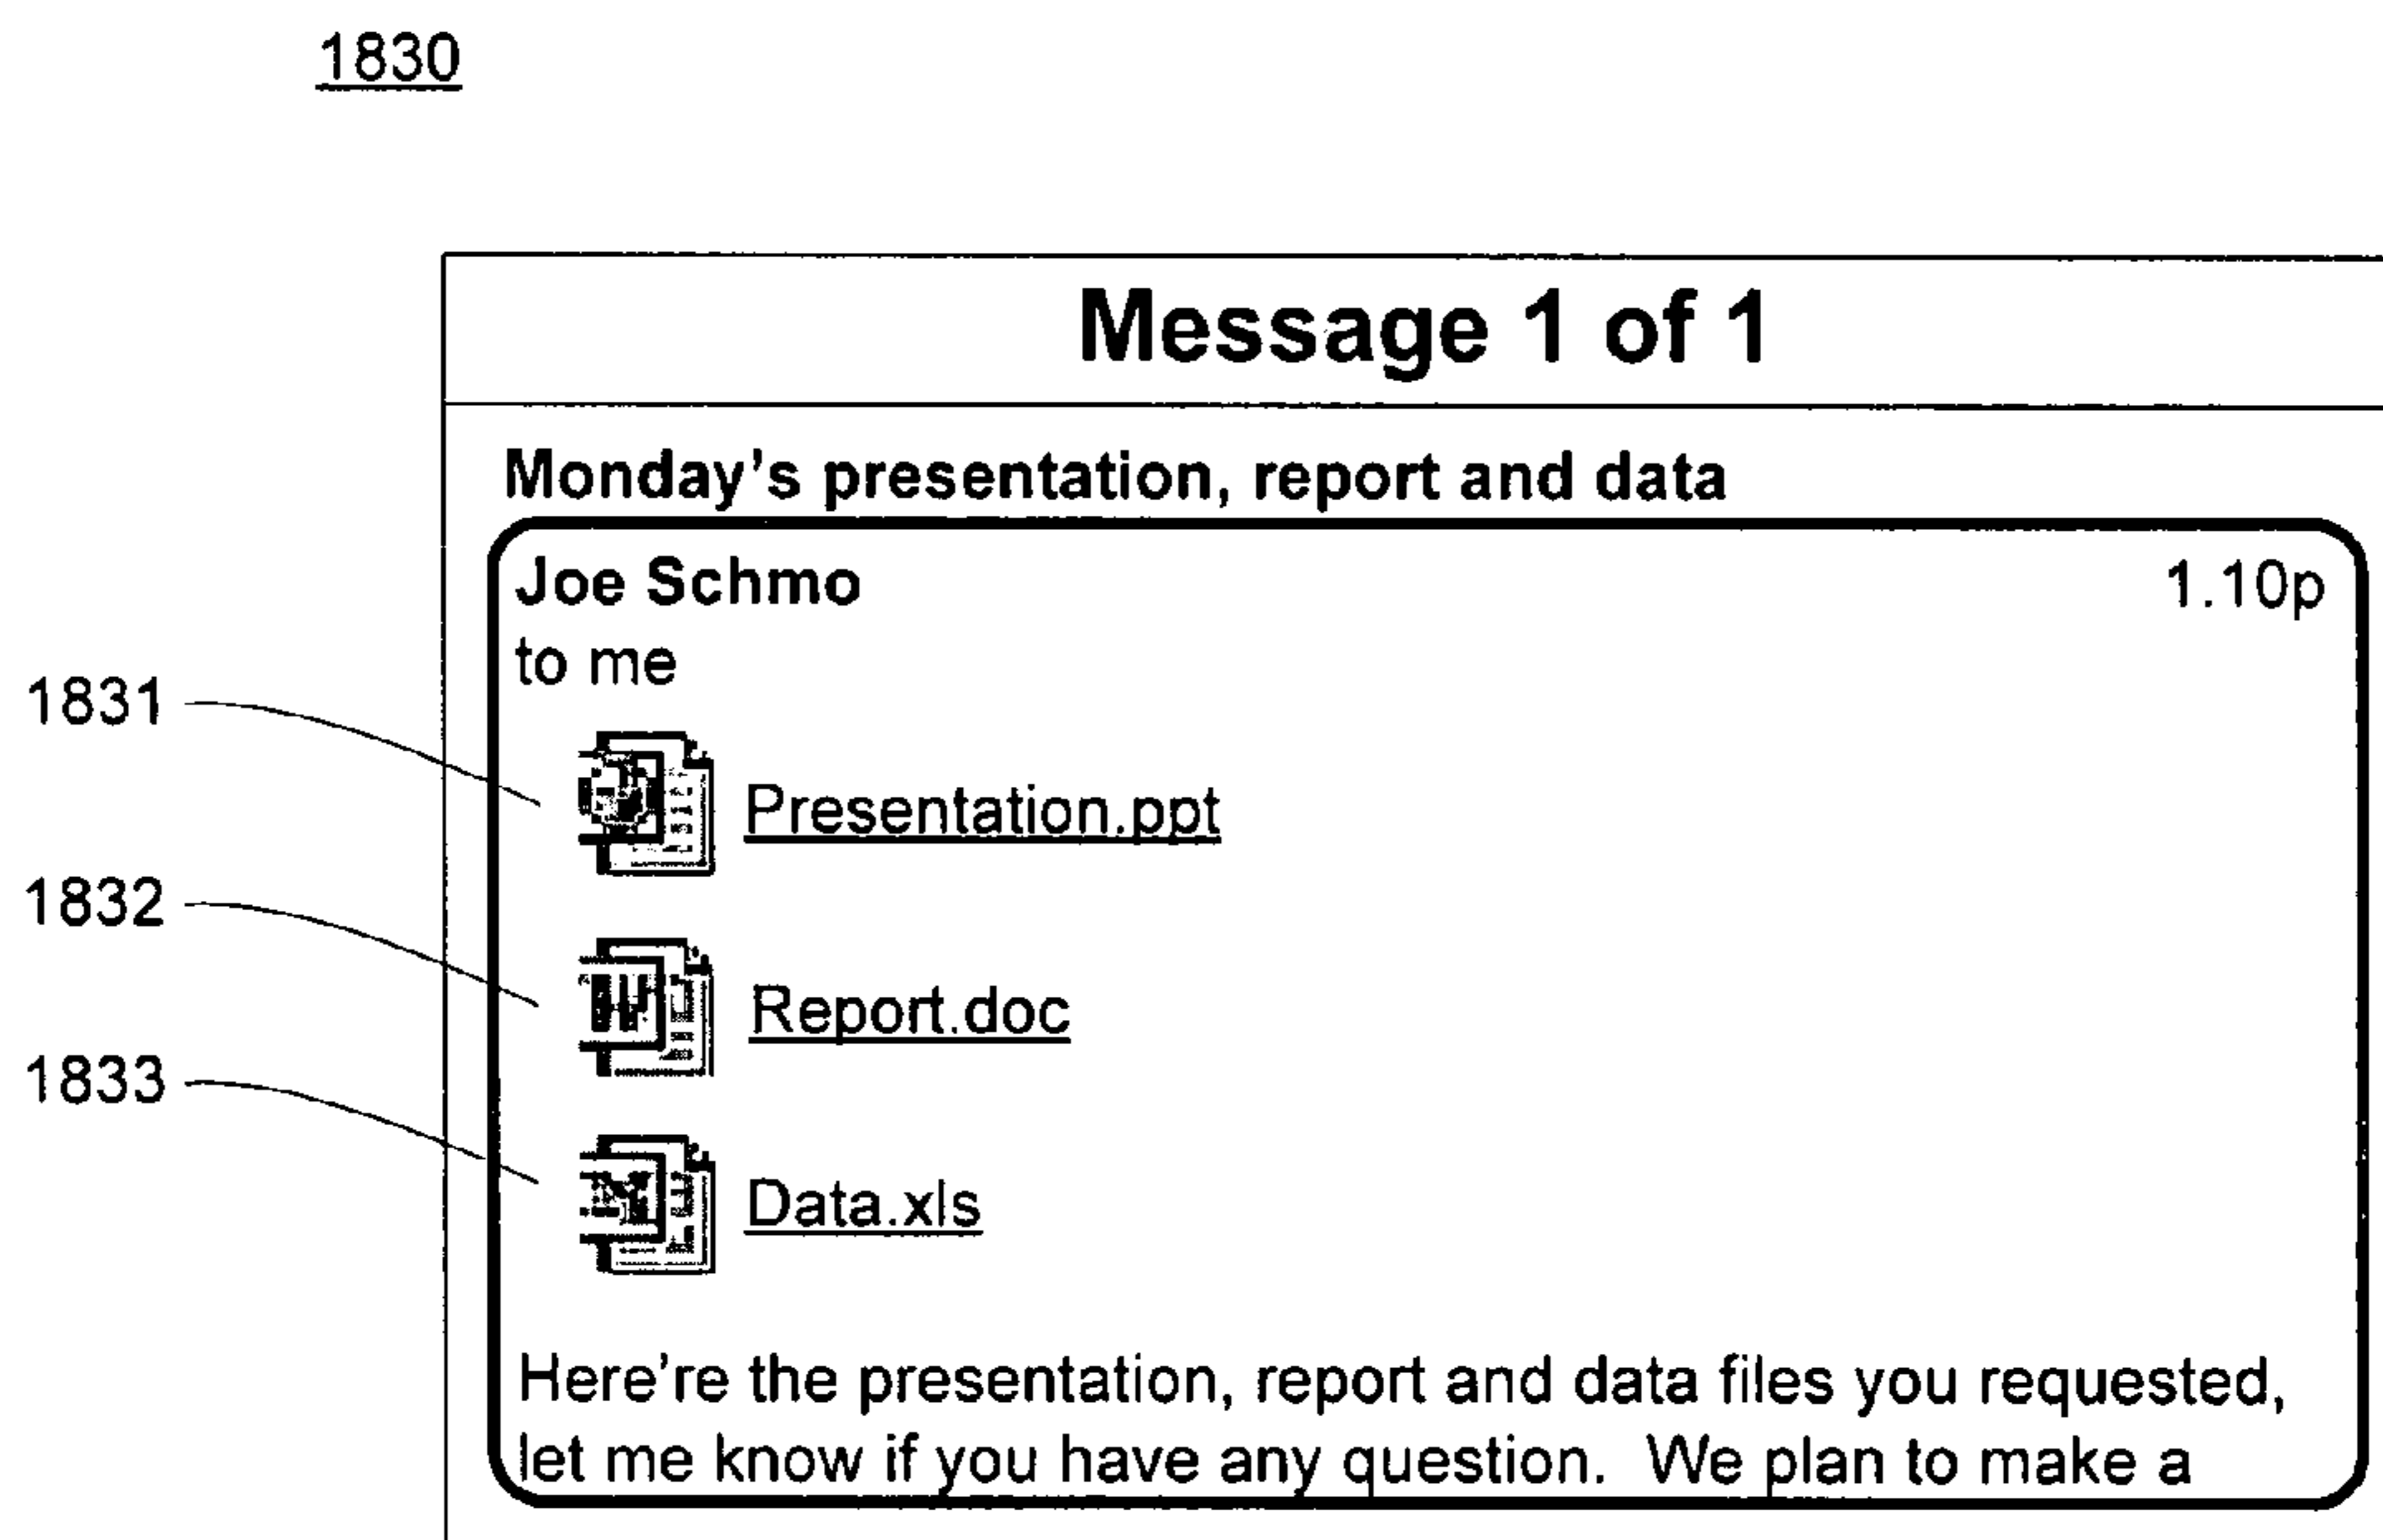 1830
Message 1 of 1
Monday's presentation, report and data
Joe Schmo 1.10p
to me
1831 Presentation.ppt
1832 Report.doc
1833 Data.xls
Here're the presentation, report and data files you requested,
let me know if you have any question. We plan to make a